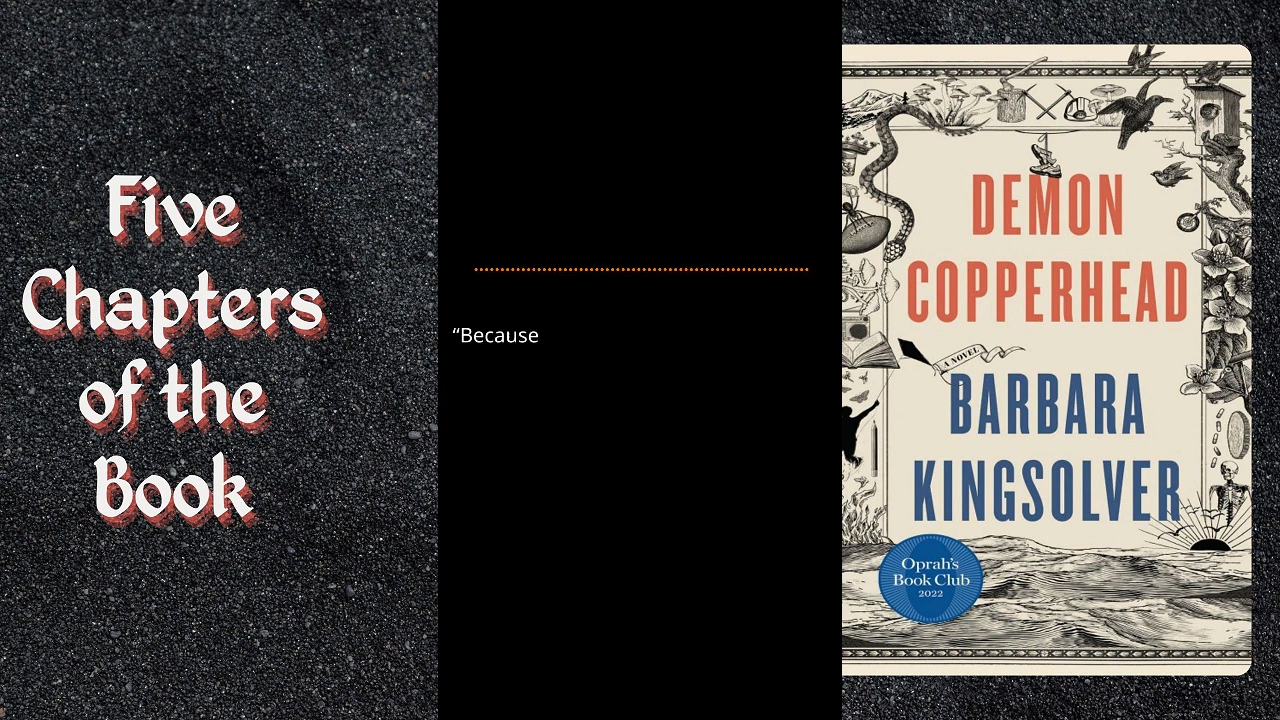 Five
Chapters
of the
Book
“Because
DEMON
COPPERHEAD
A NOVEL
BARBARA
KINGSOLVER
Oprah's
Book Club
2022